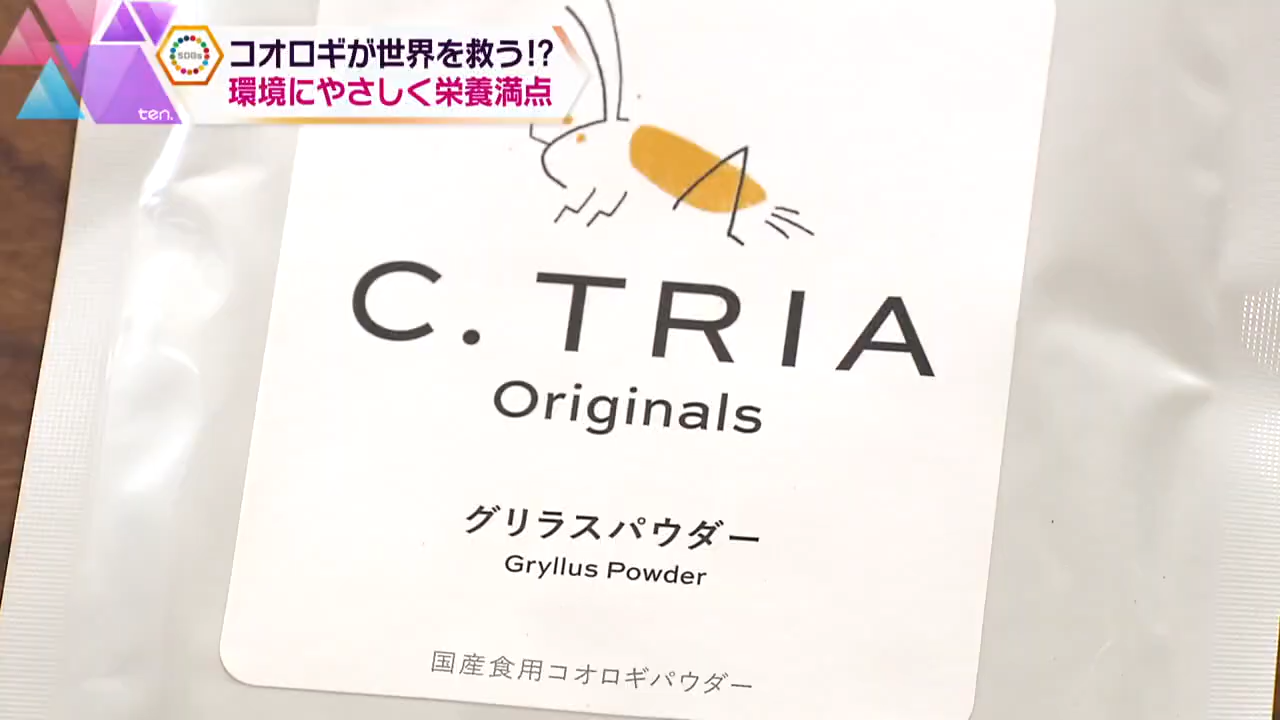 コオロギが世界を救う!?
SDGs
環境にやさしく栄養満点
ten.
C. TRIA
Originals
グリラスパウダー
Gryllus Powder
国産食用コオロギパウダー